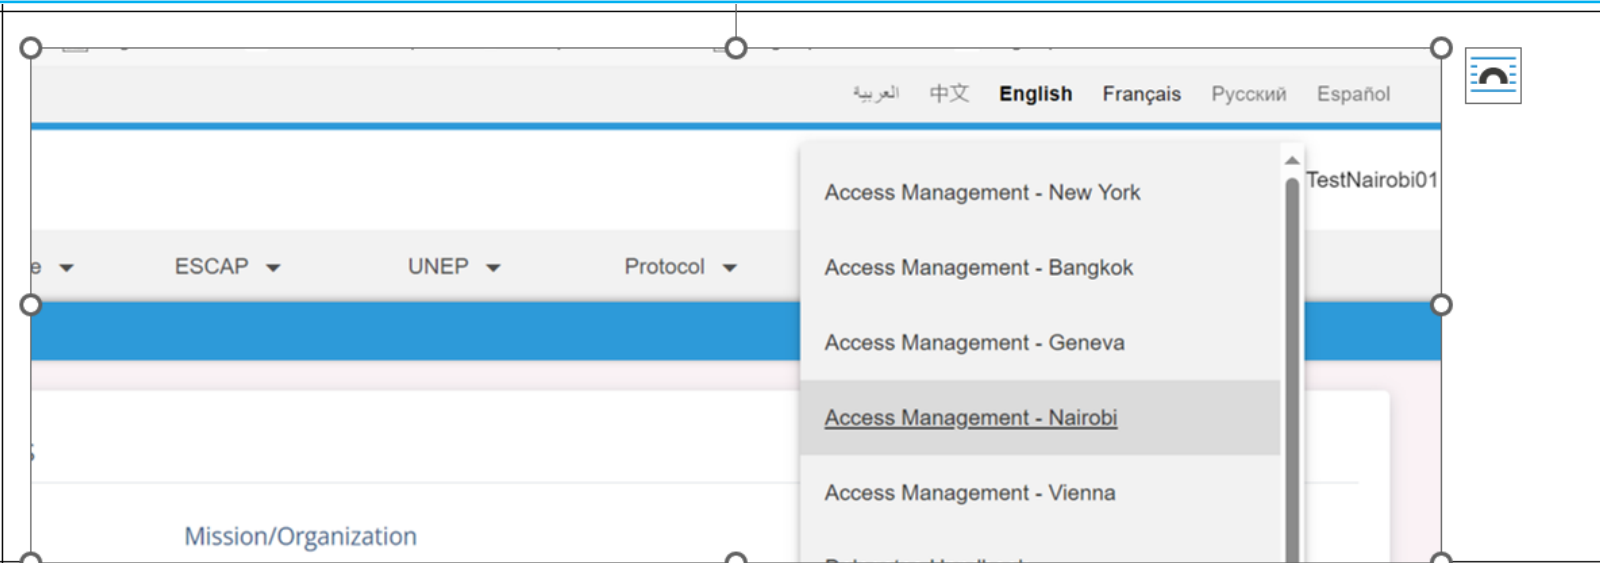 العربية 中文 English Français Русский Español
TestNairobi01
e ESCAP UNEP Protocol
Access Management - New York
Access Management - Bangkok
Access Management - Geneva
Access Management - Nairobi
Access Management - Vienna
Mission/Organization